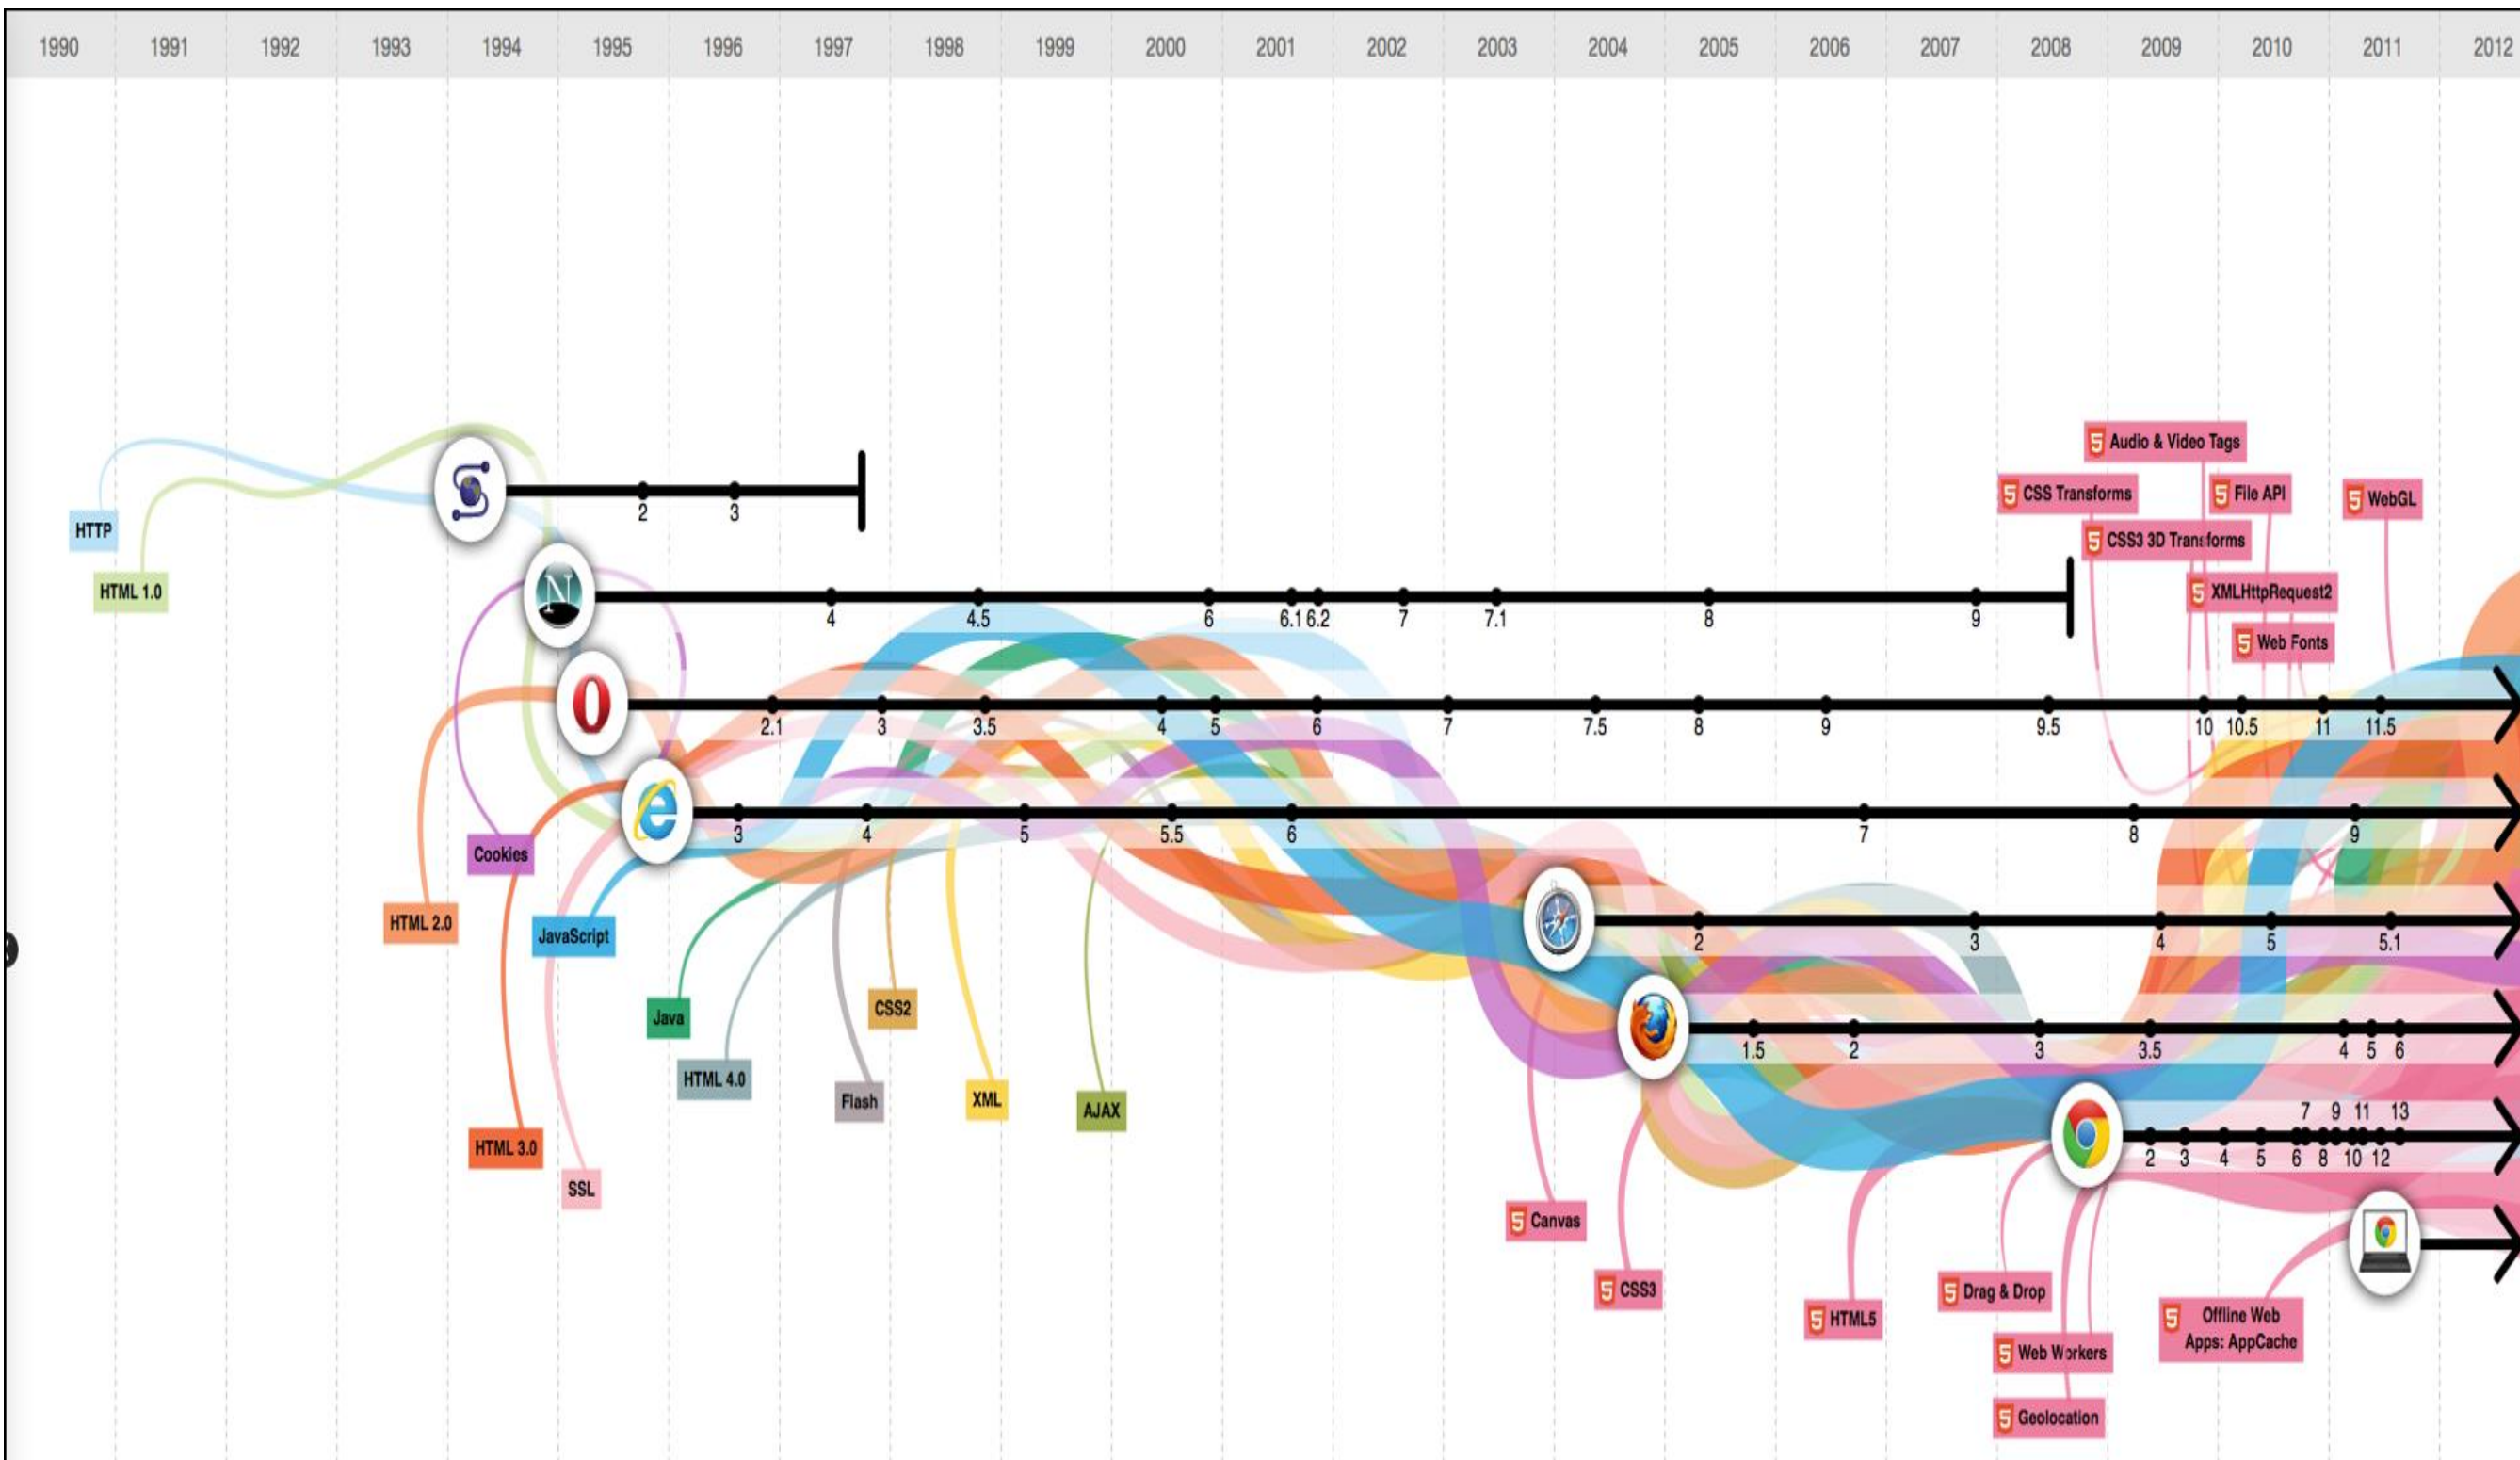 1990 1991 1992 1993 1994 1995 1996 1997 1998 1999 2000 2001 2002 2003 2004 2005 2006 2007 2008 2009 2010 2011 2012
Audio & Video Tags
CSS Transforms
File API
WebGL
HTTP
2 3
CSS3 3D Transforms
HTML 1.0
XMLHttpRequest2
N
4 4.5 6 6.1 6.2 7 7.1 8 9
Web Fonts
2.1 3 3.5 4 5 6 7 7.5 8 9 9.5 10 10.5 11 11.5
3 4 5 5.5 6 7 8 9
Cookies
HTML 2.0
JavaScript
2 3 4 5 5.1
Java
CSS2
1.5 2 3 3.5 4 5 6
HTML 4.0
Flash
XML
AJAX
7 9 11 13
HTML 3.0
2 3 4 5 6 8 10 12
SSL
Canvas
CSS3
Drag & Drop
HTML5
Offline Web
Apps: AppCache
Web Workers
Geolocation